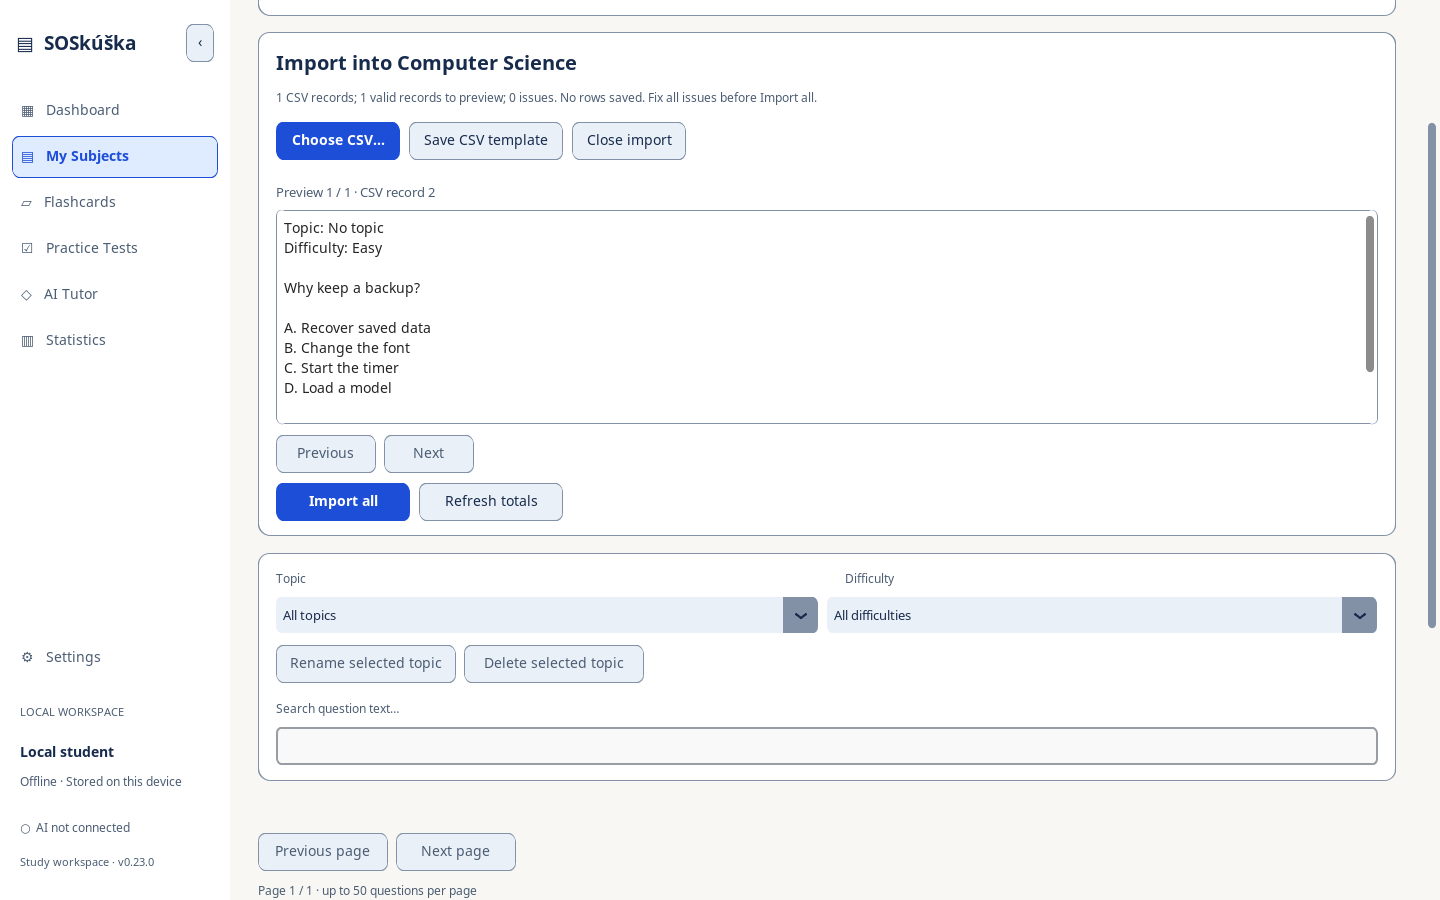 SOSkúška
Dashboard
My Subjects
Flashcards
Practice Tests
AI Tutor
Statistics
Settings
LOCAL WORKSPACE
Local student
Offline · Stored on this device
AI not connected
Study workspace · v0.23.0
Import into Computer Science
1 CSV records; 1 valid records to preview; 0 issues. No rows saved. Fix all issues before Import all.
Choose CSV...
Save CSV template
Close import
Preview 1 / 1 · CSV record 2
Topic: No topic
Difficulty: Easy
Why keep a backup?
A. Recover saved data
B. Change the font
C. Start the timer
D. Load a model
Previous
Next
Import all
Refresh totals
Topic
Difficulty
All topics
All difficulties
Rename selected topic
Delete selected topic
Search question text...
Previous page
Next page
Page 1 / 1 · up to 50 questions per page